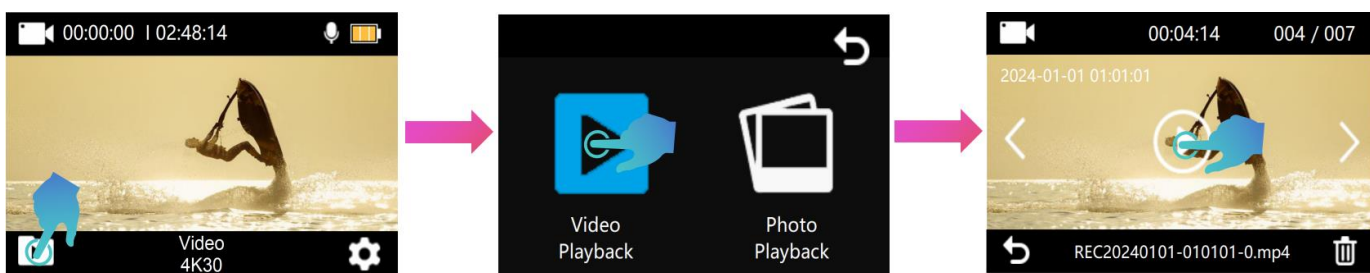 00:00:00 I 02:48:14
Video
4K30
Video
Playback
Photo
Playback
00:04:14 004 / 007
2024-01-01 01:01:01
REC20240101-010101-0.mp4